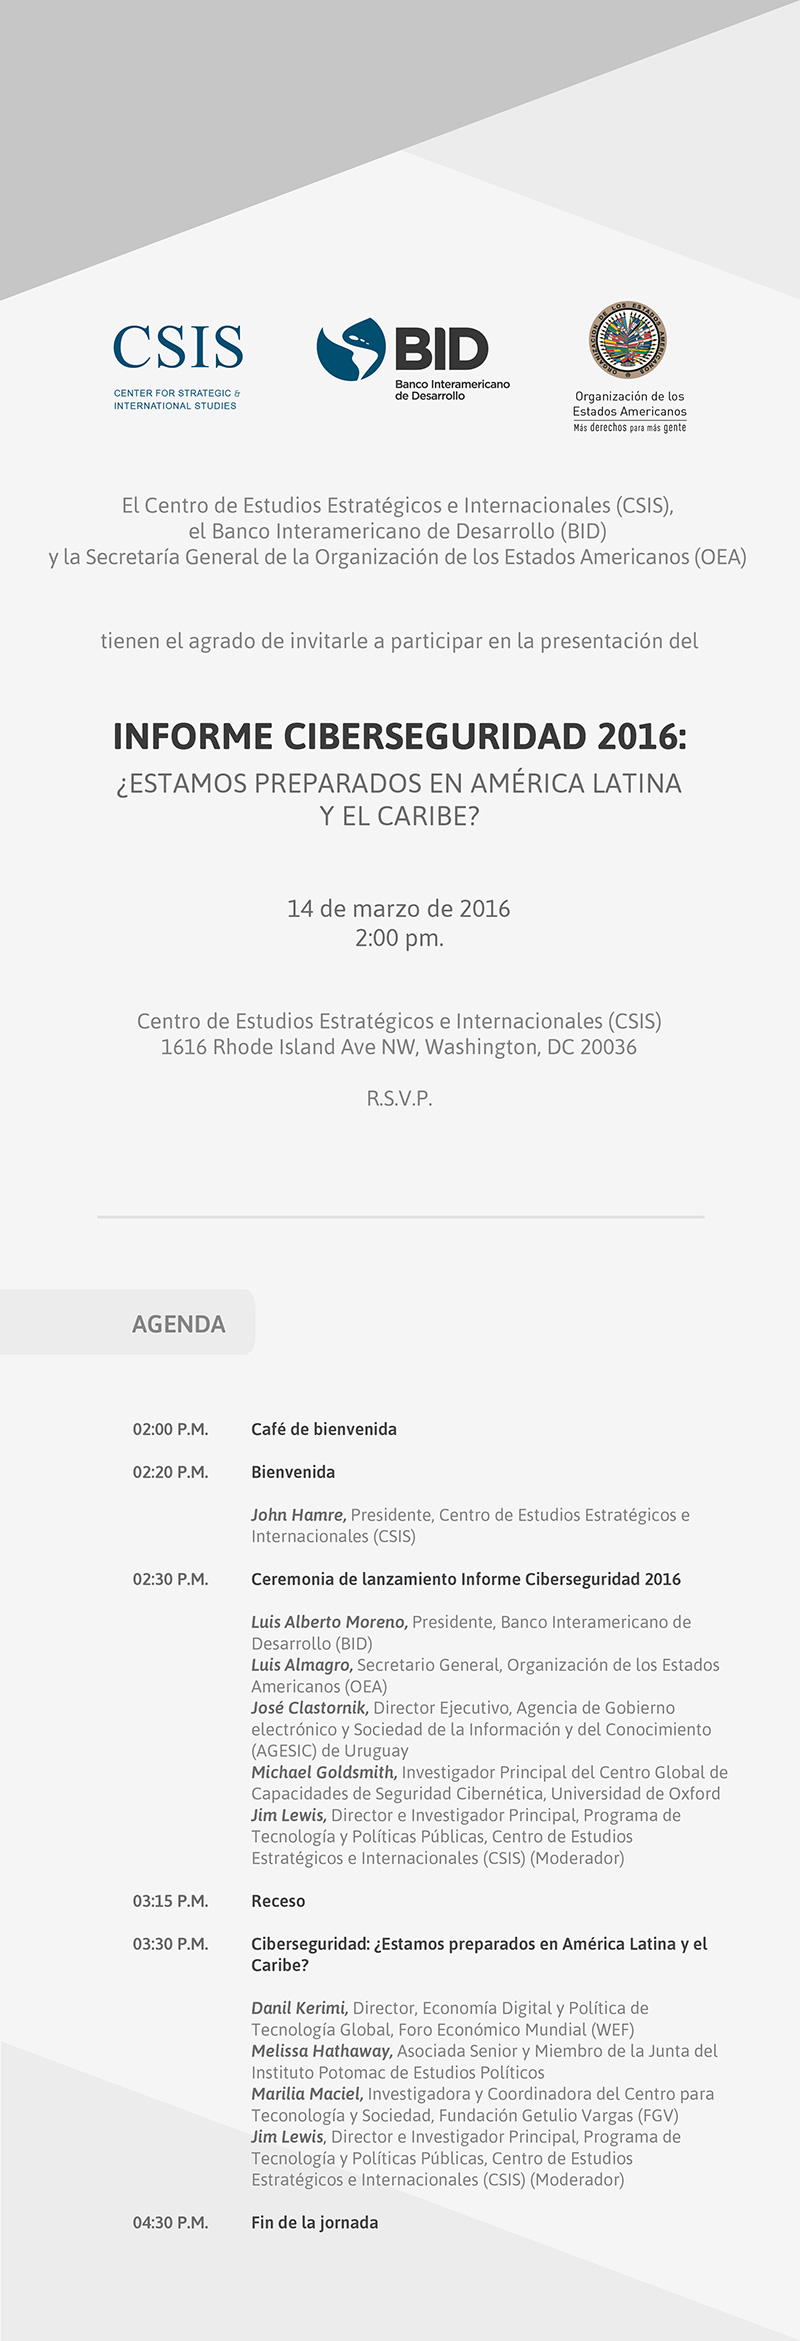 CSIS
CENTER FOR STRATEGIC &
INTERNATIONAL STUDIES
BID
Banco Interamericano
de Desarrollo
ORGANIZACION DE LOS ESTADOS AMERICANOS
Organización de los
Estados Americanos
Más derechos para más gente
El Centro de Estudios Estratégicos e Internacionales (CSIS),
el Banco Interamericano de Desarrollo (BID)
y la Secretaría General de la Organización de los Estados Americanos (OEA)
tienen el agrado de invitarle a participar en la presentación del
INFORME CIBERSEGURIDAD 2016:
¿ESTAMOS PREPARADOS EN AMÉRICA LATINA
Y EL CARIBE?
14 de marzo de 2016
2:00 pm.
Centro de Estudios Estratégicos e Internacionales (CSIS)
1616 Rhode Island Ave NW, Washington, DC 20036
R.S.V.P.
AGENDA
02:00 P.M. Café de bienvenida
02:20 P.M. Bienvenida
John Hamre, Presidente, Centro de Estudios Estratégicos e
Internacionales (CSIS)
02:30 P.M. Ceremonia de lanzamiento Informe Ciberseguridad 2016
Luis Alberto Moreno, Presidente, Banco Interamericano de
Desarrollo (BID)
Luis Almagro, Secretario General, Organización de los Estados
Americanos (OEA)
José Clastornik, Director Ejecutivo, Agencia de Gobierno
electrónico y Sociedad de la Información y del Conocimiento
(AGESIC) de Uruguay
Michael Goldsmith, Investigador Principal del Centro Global de
Capacidades de Seguridad Cibernética, Universidad de Oxford
Jim Lewis, Director e Investigador Principal, Programa de
Tecnología y Políticas Públicas, Centro de Estudios
Estratégicos e Internacionales (CSIS) (Moderador)
03:15 P.M. Receso
03:30 P.M. Ciberseguridad: ¿Estamos preparados en América Latina y el
Caribe?
Danil Kerimi, Director, Economía Digital y Política de
Tecnología Global, Foro Económico Mundial (WEF)
Melissa Hathaway, Asociada Senior y Miembro de la Junta del
Instituto Potomac de Estudios Políticos
Marilia Maciel, Investigadora y Coordinadora del Centro para
Teconología y Sociedad, Fundación Getulio Vargas (FGV)
Jim Lewis, Director e Investigador Principal, Programa de
Tecnología y Políticas Públicas, Centro de Estudios
Estratégicos e Internacionales (CSIS) (Moderador)
04:30 P.M. Fin de la jornada